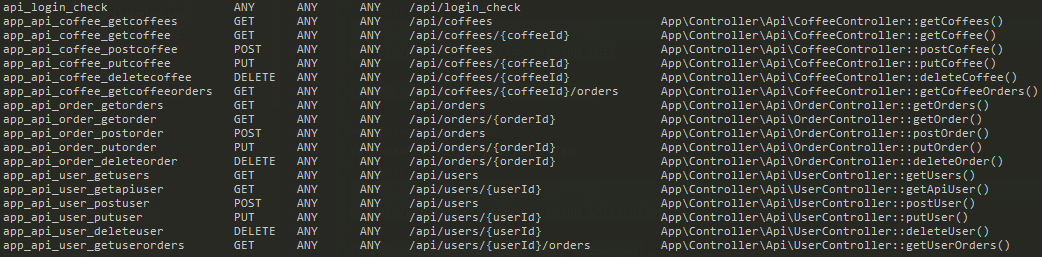 api_login_check ANY ANY ANY /api/login_check
app_api_coffee_getcoffees GET ANY ANY /api/coffees App\Controller\Api\CoffeeController::getCoffees()
app_api_coffee_getcoffee GET ANY ANY /api/coffees/{coffeeId} App\Controller\Api\CoffeeController::getCoffee()
app_api_coffee_postcoffee POST ANY ANY /api/coffees App\Controller\Api\CoffeeController::postCoffee()
app_api_coffee_putcoffee PUT ANY ANY /api/coffees/{coffeeId} App\Controller\Api\CoffeeController::putCoffee()
app_api_coffee_deletecoffee DELETE ANY ANY /api/coffees/{coffeeId} App\Controller\Api\CoffeeController::deleteCoffee()
app_api_coffee_getcoffeeorders GET ANY ANY /api/coffees/{coffeeId}/orders App\Controller\Api\CoffeeController::getCoffeeOrders()
app_api_order_getorders GET ANY ANY /api/orders App\Controller\Api\OrderController::getOrders()
app_api_order_getorder GET ANY ANY /api/orders/{orderId} App\Controller\Api\OrderController::getOrder()
app_api_order_postorder POST ANY ANY /api/orders App\Controller\Api\OrderController::postOrder()
app_api_order_putorder PUT ANY ANY /api/orders/{orderId} App\Controller\Api\OrderController::putOrder()
app_api_order_deleteorder DELETE ANY ANY /api/orders/{orderId} App\Controller\Api\OrderController::deleteOrder()
app_api_user_getusers GET ANY ANY /api/users App\Controller\Api\UserController::getUsers()
app_api_user_getapiuser GET ANY ANY /api/users/{userId} App\Controller\Api\UserController::getApiUser()
app_api_user_postuser POST ANY ANY /api/users App\Controller\Api\UserController::postUser()
app_api_user_putuser PUT ANY ANY /api/users/{userId} App\Controller\Api\UserController::putUser()
app_api_user_deleteuser DELETE ANY ANY /api/users/{userId} App\Controller\Api\UserController::deleteUser()
app_api_user_getuserorders GET ANY ANY /api/users/{userId}/orders App\Controller\Api\UserController::getUserOrders()